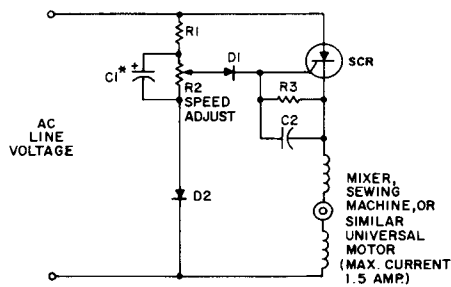 R1
D1
SCR
C1* +
R2
SPEED
ADJUST
R3
C2
AC
LINE
VOLTAGE
D2
MIXER,
SEWING
MACHINE, OR
SIMILAR
UNIVERSAL
MOTOR
(MAX. CURRENT
1.5 AMP.)